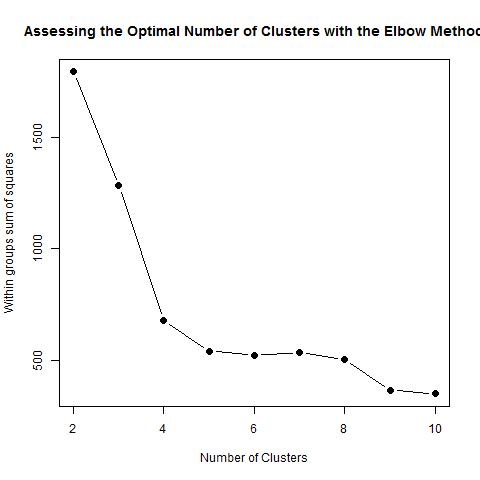 Assessing the Optimal Number of Clusters with the Elbow Metho
Within groups sum of squares
1500
1000
500
2 4 6 8 10
Number of Clusters